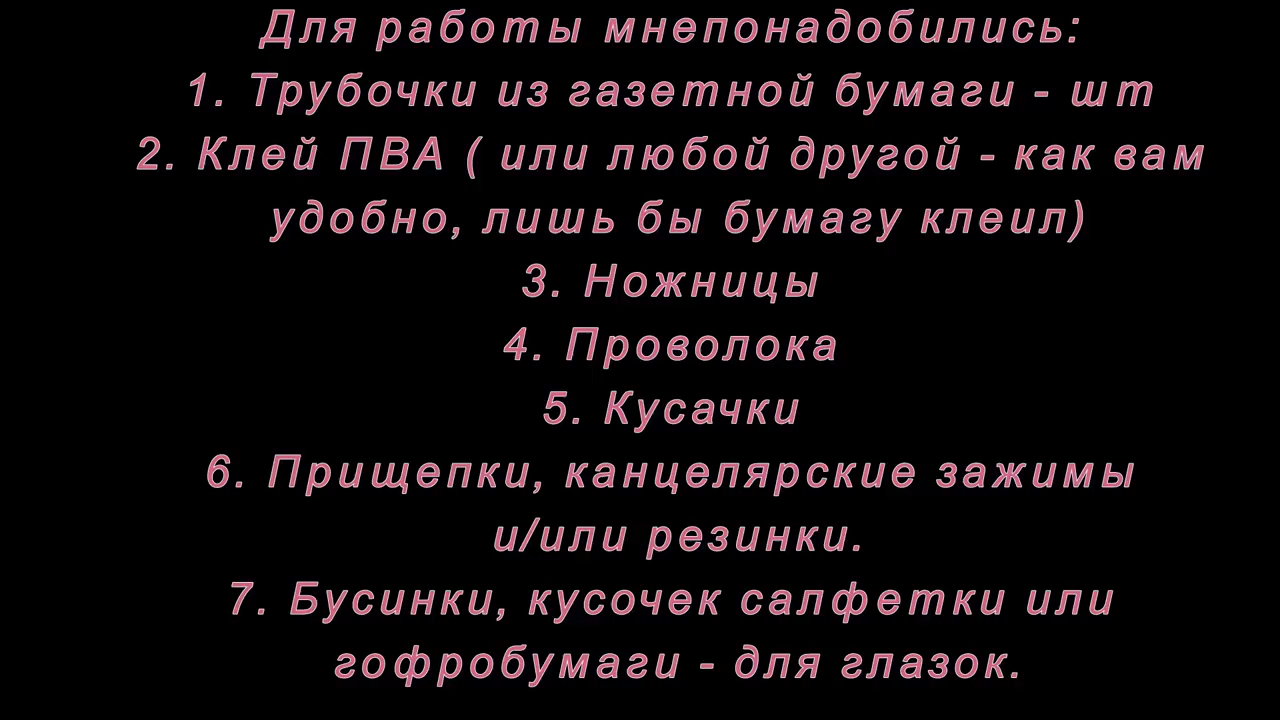 Для работы мнепонадобились:
1. Трубочки из газетной бумаги - шт
2. Клей ПВА ( или любой другой - как вам
удобно, лишь бы бумагу клеил)
3. Ножницы
4. Проволока
5. Кусачки
6. Прищепки, канцелярские зажимы
и/или резинки.
7. Бусинки, кусочек салфетки или
гофробумаги - для глазок.